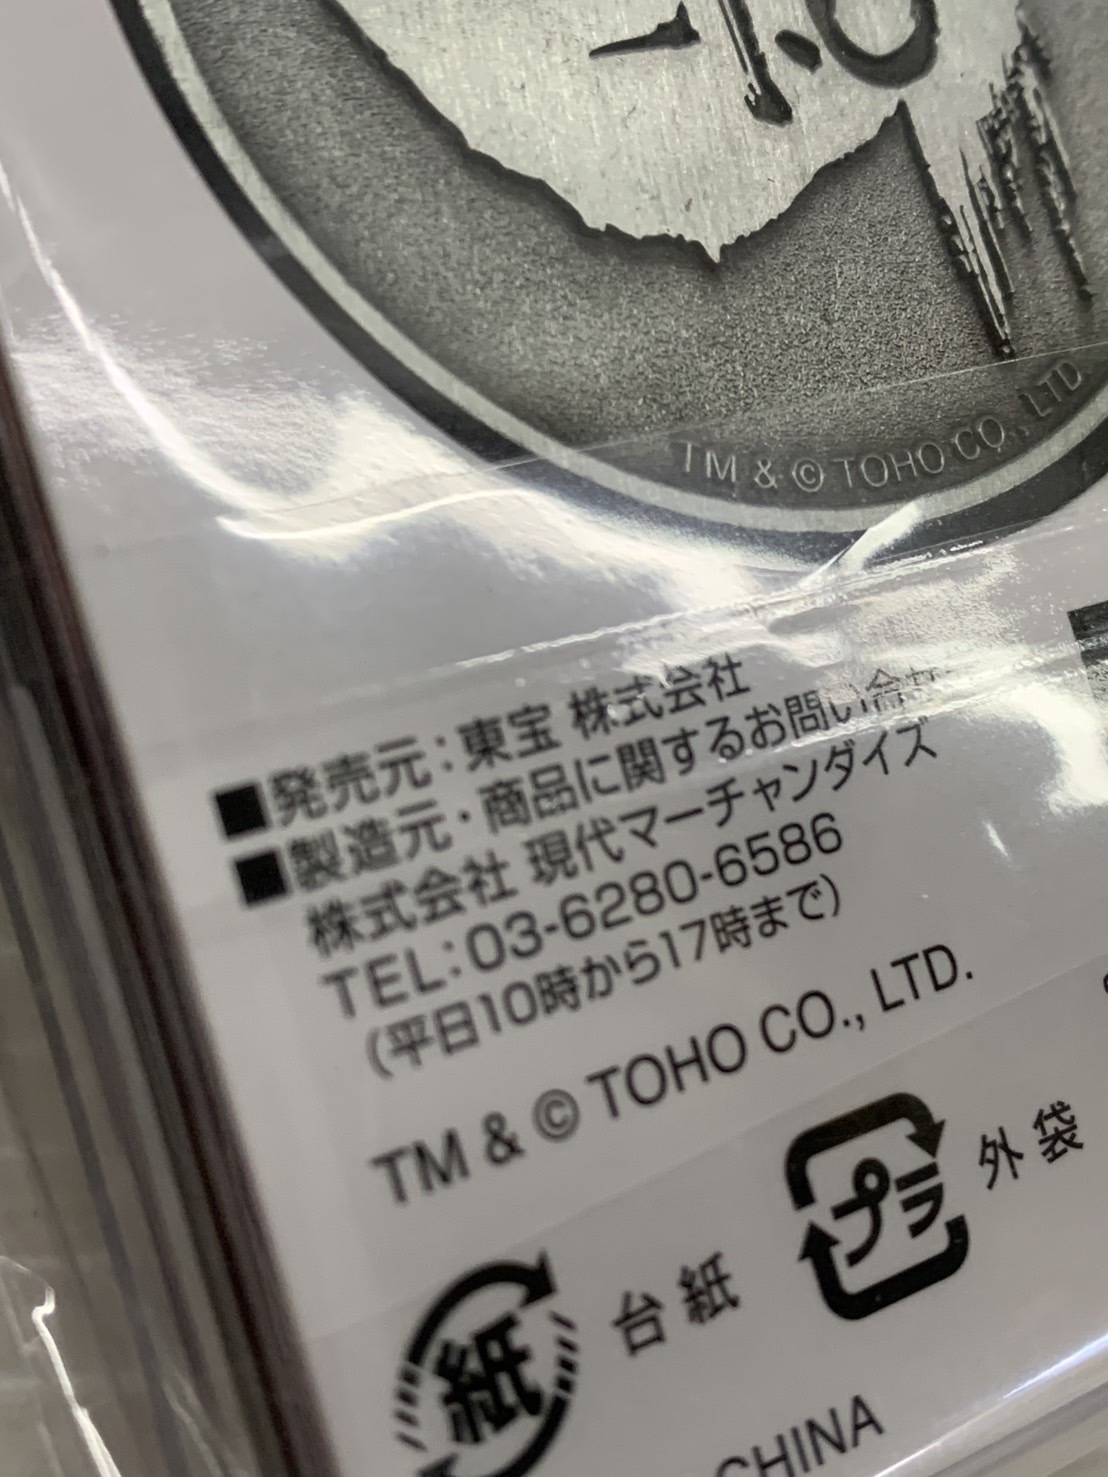 TM & © TOHO CO., LTD
■発売元：東宝 株式会社
■製造元・商品に関するお問い合わせ
株式会社 現代マーチャンダイズ
TEL：03-6280-6586
(平日10時から17時まで)
TM & © TOHO CO., LTD.
プラ 外袋
紙 台紙
CHINA